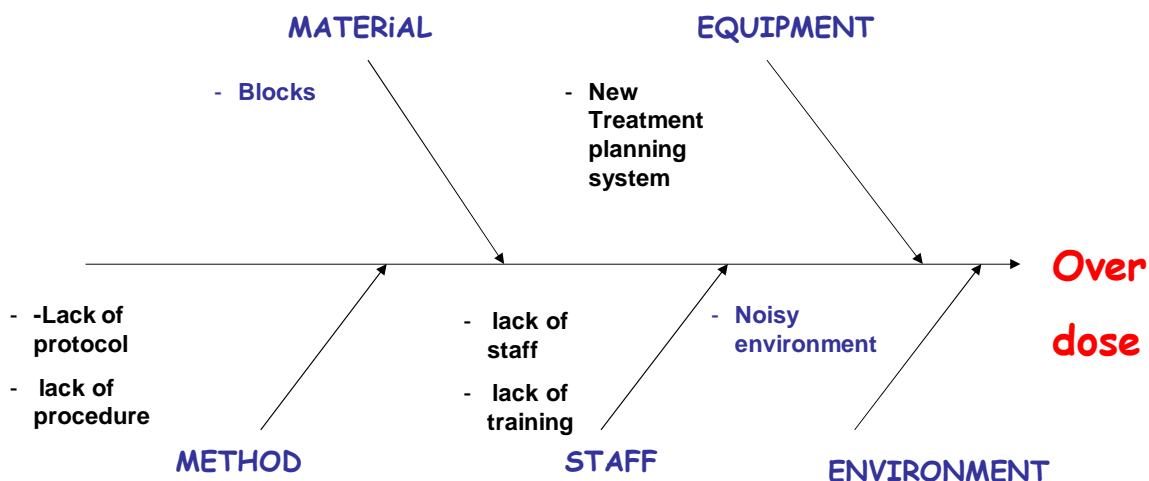 MATERiAL
EQUIPMENT
- Blocks
- New
Treatment
planning
system
Over
dose
- -Lack of
protocol
- lack of
procedure
- lack of
staff
- lack of
training
- Noisy
environment
METHOD
STAFF
ENVIRONMENT